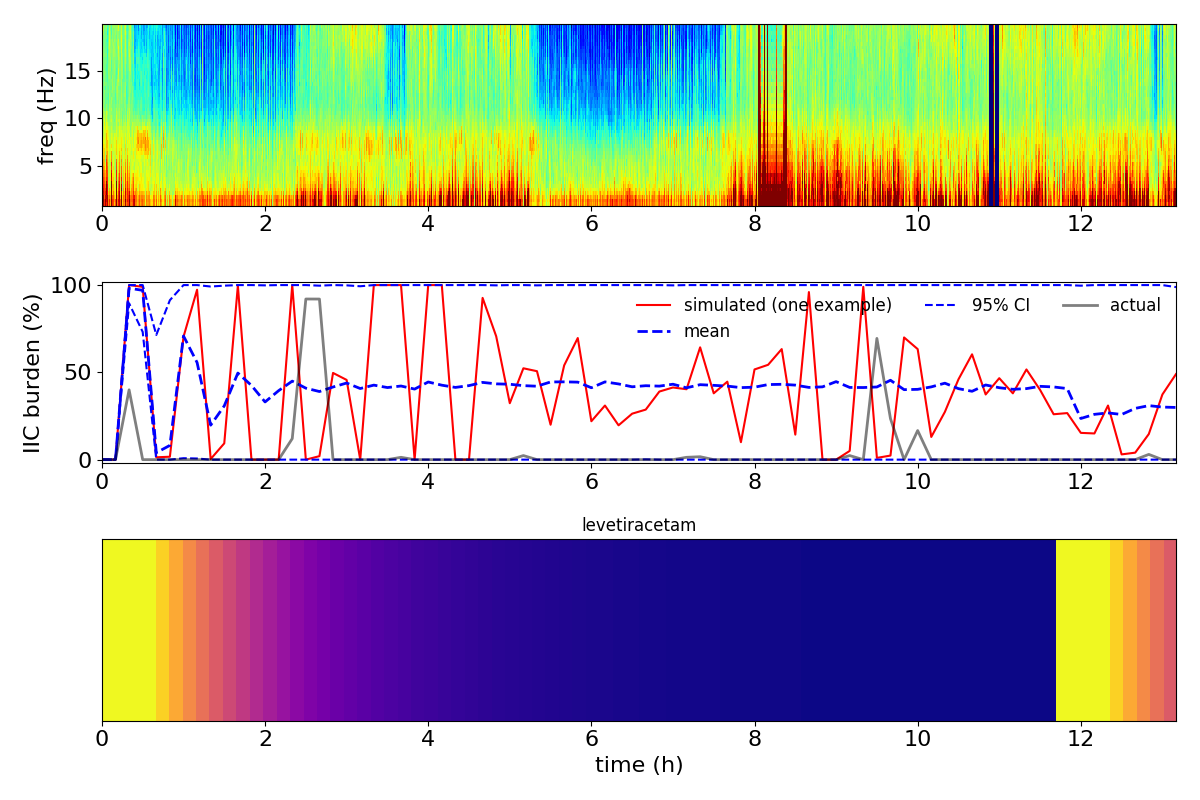 freq (Hz)
15
10
5
0 2 4 6 8 10 12
IIC burden (%)
100
50
0
simulated (one example)
mean
95% CI
actual
0 2 4 6 8 10 12
levetiracetam
0 2 4 6 8 10 12
time (h)